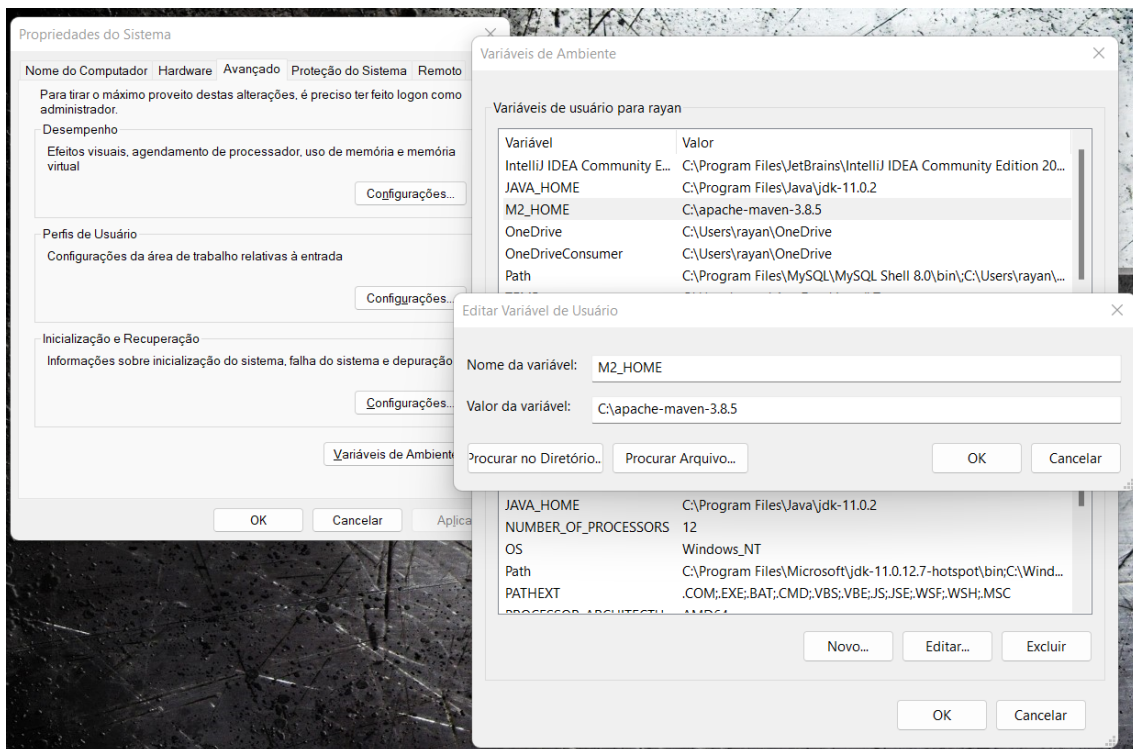 Propriedades do Sistema
Nome do Computador Hardware Avançado Proteção do Sistema Remoto
Para tirar o máximo proveito destas alterações, é preciso ter feito logon como
administrador.
Desempenho
Efeitos visuais, agendamento de processador, uso de memória e memória
virtual
Configurações...
Perfis de Usuário
Configurações da área de trabalho relativas à entrada
Configurações...
Inicialização e Recuperação
Informações sobre inicialização do sistema, falha do sistema e depuração
Configurações...
Variáveis de Ambiente
OK Cancelar Aplica
Variáveis de Ambiente
Variáveis de usuário para rayan
Variável Valor
IntelliJ IDEA Community E... C:\Program Files\JetBrains\IntelliJ IDEA Community Edition 20...
JAVA_HOME C:\Program Files\Java\jdk-11.0.2
M2_HOME C:\apache-maven-3.8.5
OneDrive C:\Users\rayan\OneDrive
OneDriveConsumer C:\Users\rayan\OneDrive
Path C:\Program Files\MySQL\MySQL Shell 8.0\bin\;C:\Users\rayan\...
Editar Variável de Usuário
Nome da variável: M2_HOME
Valor da variável: C:\apache-maven-3.8.5
Procurar no Diretório... Procurar Arquivo... OK Cancelar
JAVA_HOME C:\Program Files\Java\jdk-11.0.2
NUMBER_OF_PROCESSORS 12
OS Windows_NT
Path C:\Program Files\Microsoft\jdk-11.0.12.7-hotspot\bin;C:\Wind...
PATHEXT .COM;.EXE;.BAT;.CMD;.VBS;.VBE;.JS;.JSE;.WSF;.WSH;.MSC
PROCESSOR_ARCHITECTU AMD64
Novo... Editar... Excluir
OK Cancelar